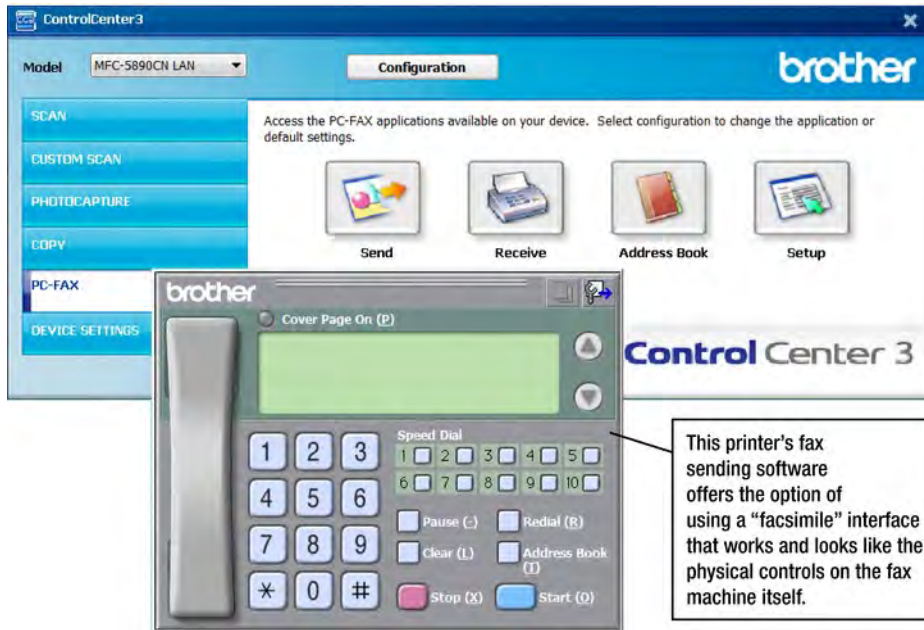 ControlCenter3
Model MFC-5890CN LAN Configuration brother
SCAN
CUSTOM SCAN
PHOTOCAPTURE
COPY
PC-FAX
DEVICE SETTINGS
Access the PC-FAX applications available on your device. Select configuration to change the application or
default settings.
Send Receive Address Book Setup
Control Center 3
brother
Cover Page On (P)
Speed Dial
1 2 3 4 5
6 7 8 9 10
1 2 3
4 5 6
7 8 9
* 0 #
Pause (-) Redial (R)
Clear (L) Address Book
(I)
Stop (X) Start (O)
This printer's fax
sending software
offers the option of
using a “facsimile” interface
that works and looks like the
physical controls on the fax
machine itself.